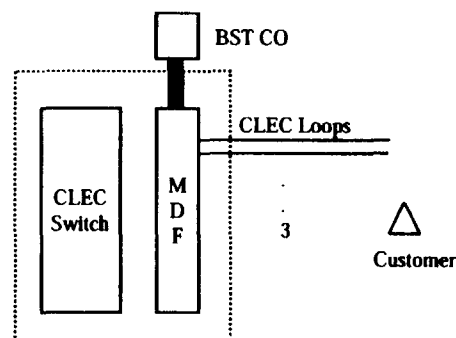 BST CO
CLEC Loops
CLEC
Switch
M
D
F
3
Customer